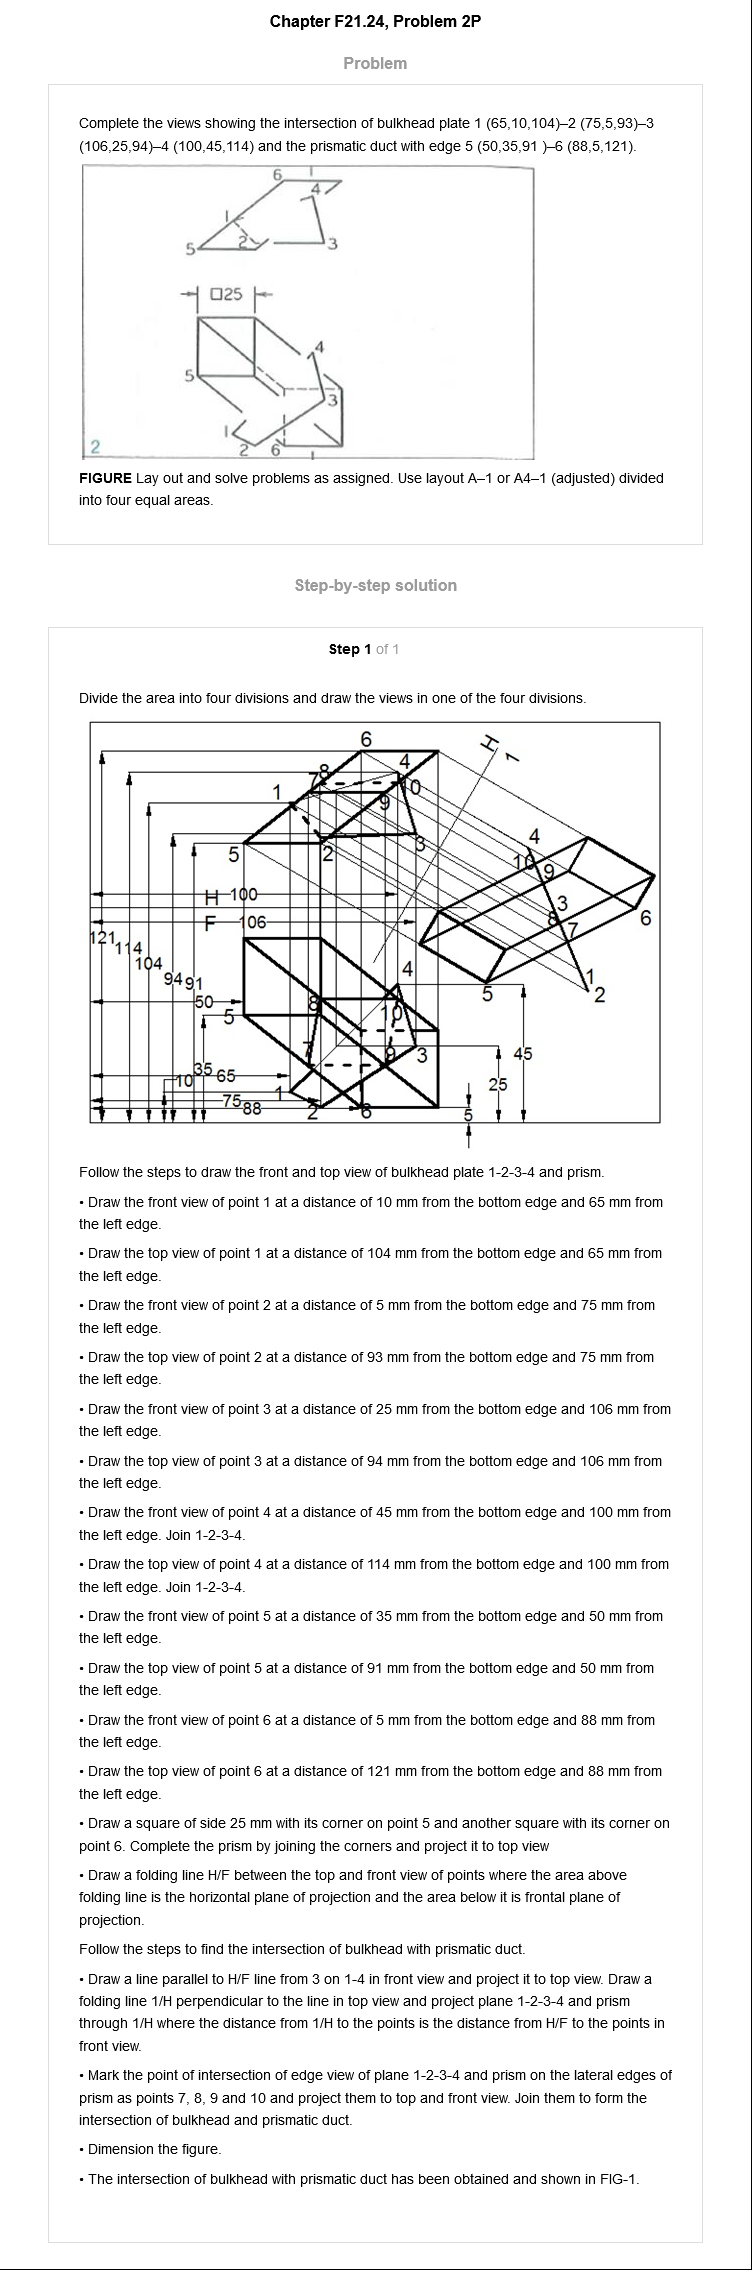 Chapter F21.24, Problem 2P
Problem
Complete the views showing the intersection of bulkhead plate 1 (65,10,104)–2 (75,5,93)–3
(106,25,94)–4 (100,45,114) and the prismatic duct with edge 5 (50,35,91 )–6 (88,5,121).
6
4
1
2
5
3
□25
4
5
3
1
2
6
2
FIGURE Lay out and solve problems as assigned. Use layout A–1 or A4–1 (adjusted) divided
into four equal areas.
Step-by-step solution
Step 1 of 1
Divide the area into four divisions and draw the views in one of the four divisions.
6
H
1
8
4
7
10
1
9
4
3
5
2
10
9
H 100
3
F 106
8
6
121
7
114
104
4
1
94
91
5
2
50
8
5
10
7
9
3
45
35
65
10
25
1
75
88
2
6
5
Follow the steps to draw the front and top view of bulkhead plate 1-2-3-4 and prism.
• Draw the front view of point 1 at a distance of 10 mm from the bottom edge and 65 mm from
the left edge.
• Draw the top view of point 1 at a distance of 104 mm from the bottom edge and 65 mm from
the left edge.
• Draw the front view of point 2 at a distance of 5 mm from the bottom edge and 75 mm from
the left edge.
• Draw the top view of point 2 at a distance of 93 mm from the bottom edge and 75 mm from
the left edge.
• Draw the front view of point 3 at a distance of 25 mm from the bottom edge and 106 mm from
the left edge.
• Draw the top view of point 3 at a distance of 94 mm from the bottom edge and 106 mm from
the left edge.
• Draw the front view of point 4 at a distance of 45 mm from the bottom edge and 100 mm from
the left edge. Join 1-2-3-4.
• Draw the top view of point 4 at a distance of 114 mm from the bottom edge and 100 mm from
the left edge. Join 1-2-3-4.
• Draw the front view of point 5 at a distance of 35 mm from the bottom edge and 50 mm from
the left edge.
• Draw the top view of point 5 at a distance of 91 mm from the bottom edge and 50 mm from
the left edge.
• Draw the front view of point 6 at a distance of 5 mm from the bottom edge and 88 mm from
the left edge.
• Draw the top view of point 6 at a distance of 121 mm from the bottom edge and 88 mm from
the left edge.
• Draw a square of side 25 mm with its corner on point 5 and another square with its corner on
point 6. Complete the prism by joining the corners and project it to top view
• Draw a folding line H/F between the top and front view of points where the area above
folding line is the horizontal plane of projection and the area below it is frontal plane of
projection.
Follow the steps to find the intersection of bulkhead with prismatic duct.
• Draw a line parallel to H/F line from 3 on 1-4 in front view and project it to top view. Draw a
folding line 1/H perpendicular to the line in top view and project plane 1-2-3-4 and prism
through 1/H where the distance from 1/H to the points is the distance from H/F to the points in
front view.
• Mark the point of intersection of edge view of plane 1-2-3-4 and prism on the lateral edges of
prism as points 7, 8, 9 and 10 and project them to top and front view. Join them to form the
intersection of bulkhead and prismatic duct.
• Dimension the figure.
• The intersection of bulkhead with prismatic duct has been obtained and shown in FIG-1.